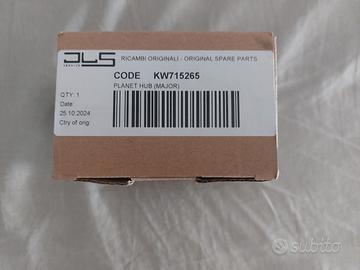 DLS
SERVICE
RICAMBI ORIGINALI - ORIGINAL SPARE PARTS
CODE KW715265
PLANET HUB (MAJOR)
QTY: 1
Date:
25.10.2024
Ctry of orig:
subito